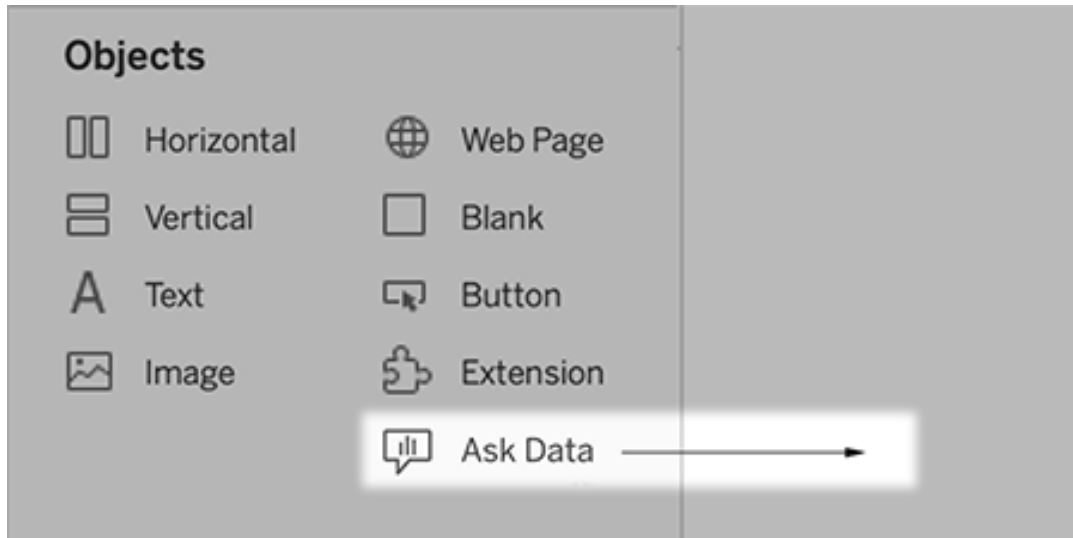 Objects
Horizontal
Web Page
Vertical
Blank
Text
Button
Image
Extension
Ask Data